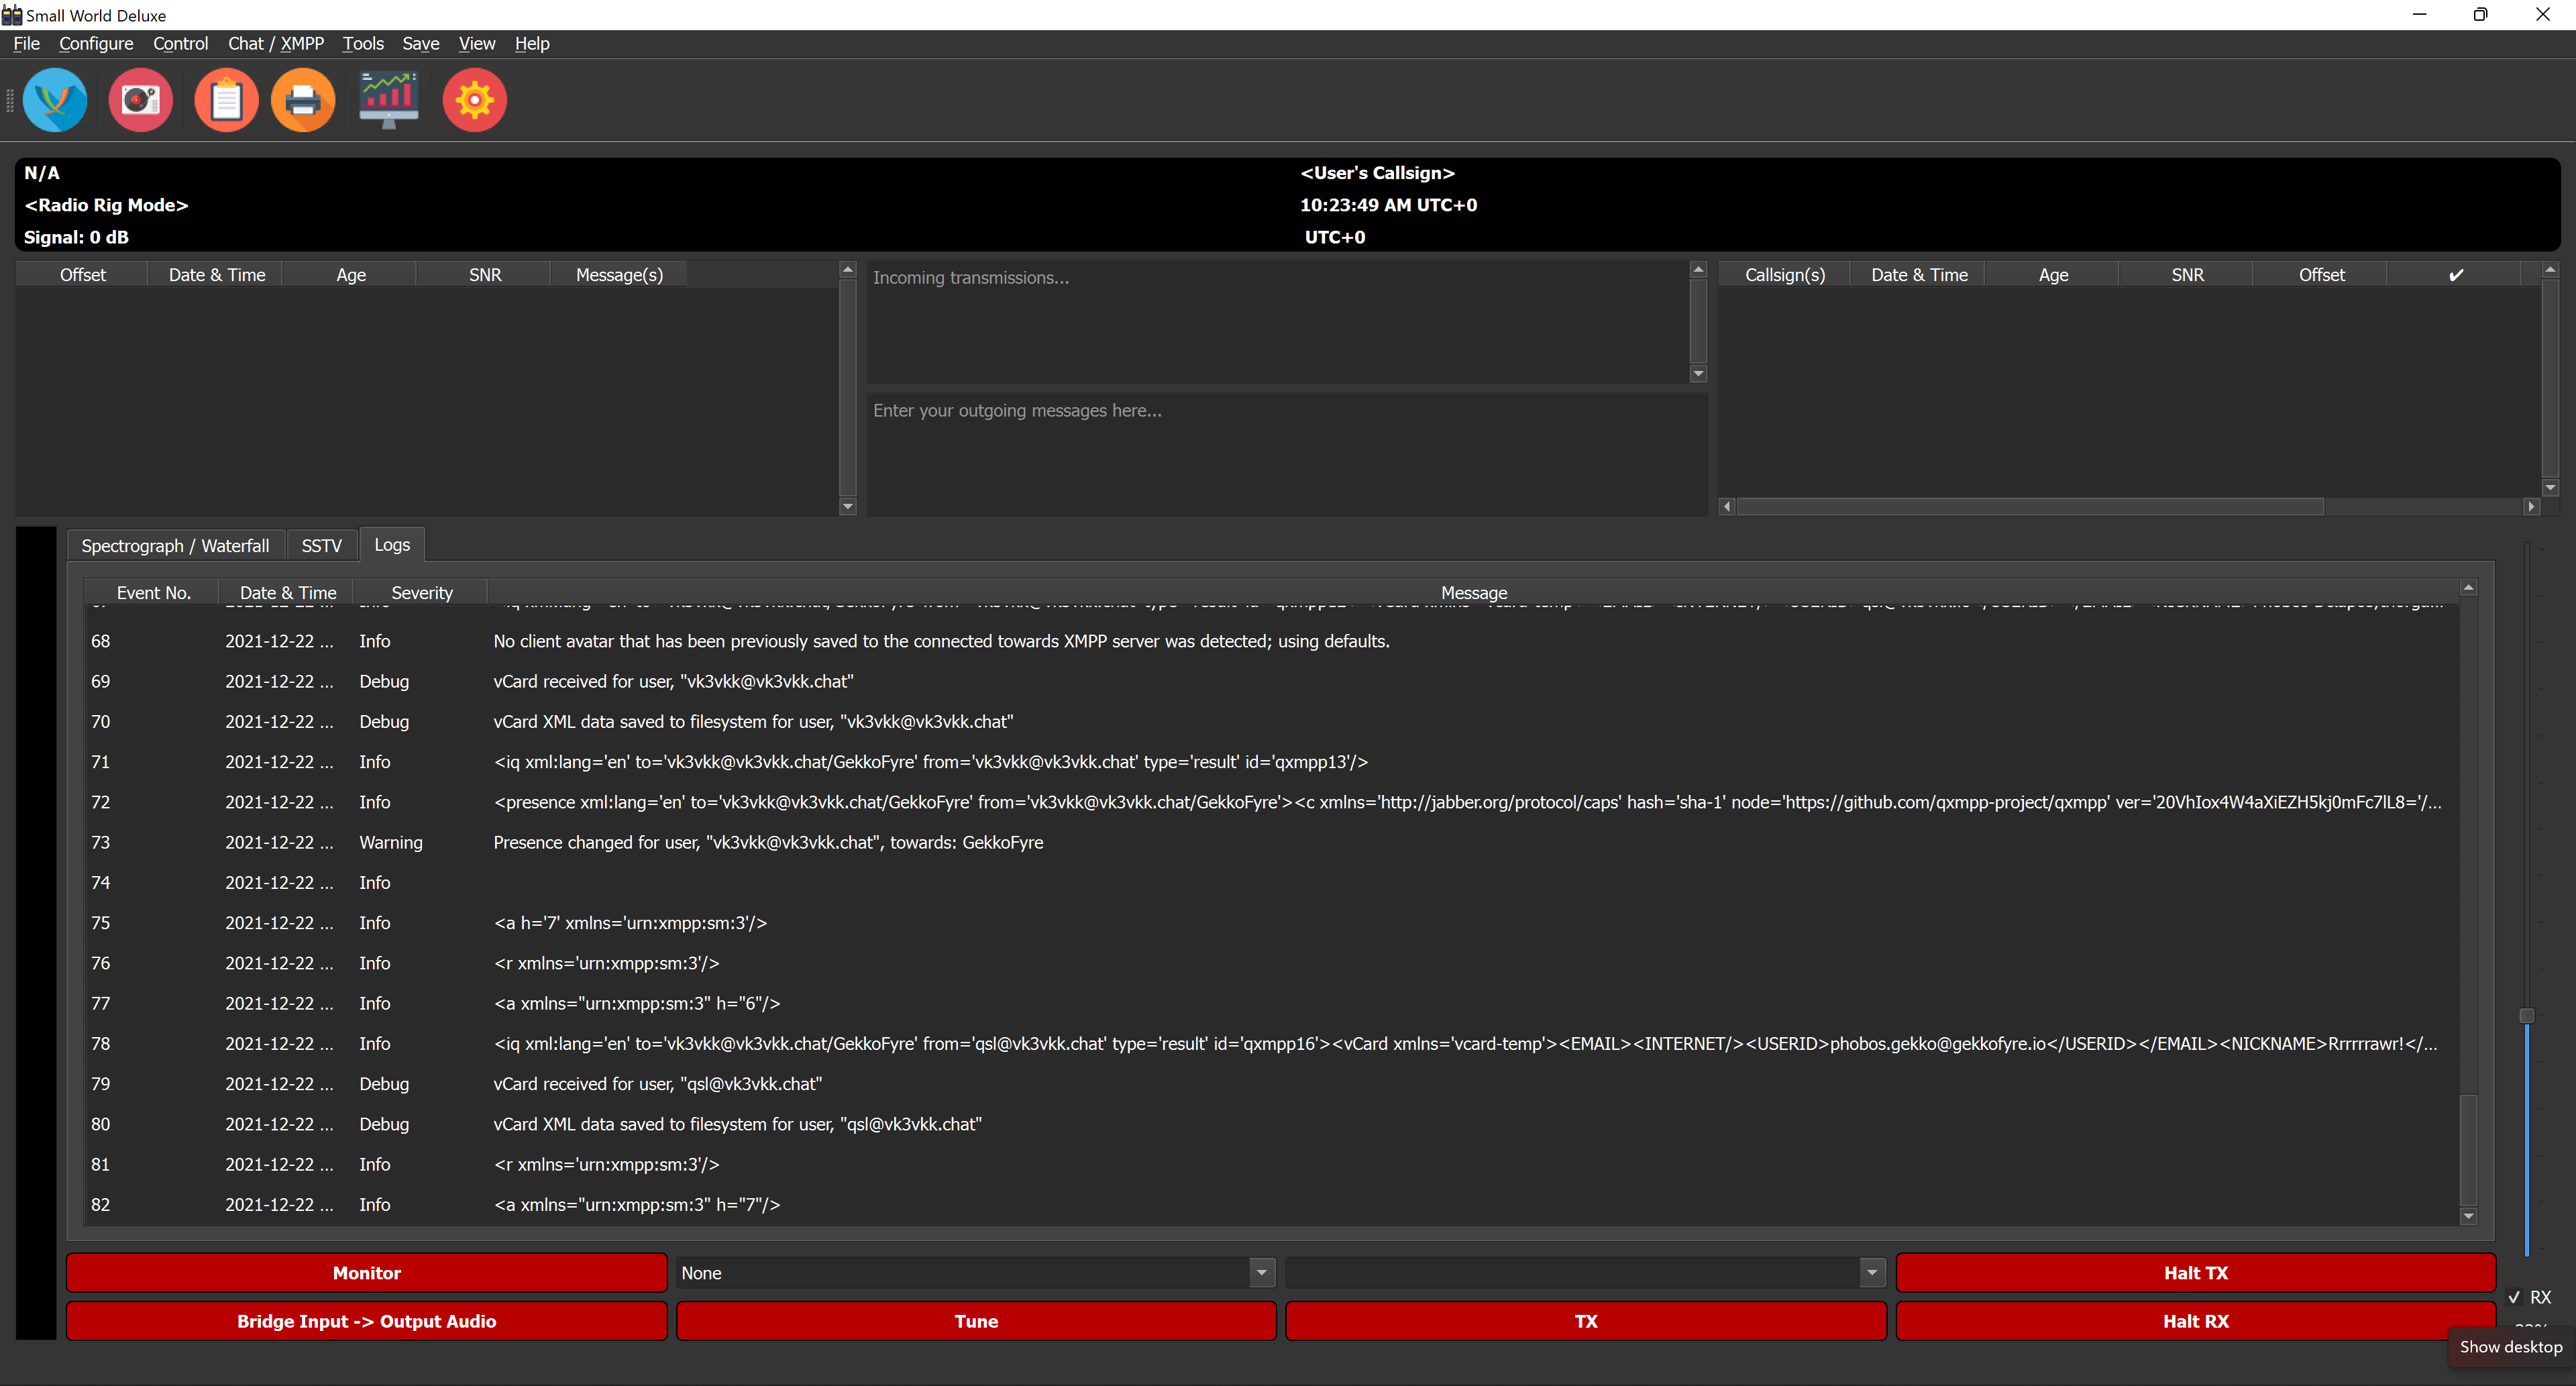 Small World Deluxe
File Configure Control Chat / XMPP Tools Save View Help
N/A
<User's Callsign>
<Radio Rig Mode>
10:23:49 AM UTC+0
Signal: 0 dB
UTC+0
Offset Date & Time Age SNR Message(s)
Incoming transmissions...
Enter your outgoing messages here...
Callsign(s) Date & Time Age SNR Offset ✔
Spectrograph / Waterfall SSTV Logs
Event No. Date & Time Severity Message
68 2021-12-22 ... Info No client avatar that has been previously saved to the connected towards XMPP server was detected; using defaults.
69 2021-12-22 ... Debug vCard received for user, "vk3vkk@vk3vkk.chat"
70 2021-12-22 ... Debug vCard XML data saved to filesystem for user, "vk3vkk@vk3vkk.chat"
71 2021-12-22 ... Info <iq xml:lang='en' to='vk3vkk@vk3vkk.chat/GekkoFyre' from='vk3vkk@vk3vkk.chat' type='result' id='qxmpp13'/>
72 2021-12-22 ... Info <presence xml:lang='en' to='vk3vkk@vk3vkk.chat/GekkoFyre' from='vk3vkk@vk3vkk.chat/GekkoFyre'><c xmlns='http://jabber.org/protocol/caps' hash='sha-1' node='https://github.com/qxmpp-project/qxmpp' ver='20VhIox4W4aXiEZH5kj0mFc7lL8='/...
73 2021-12-22 ... Warning Presence changed for user, "vk3vkk@vk3vkk.chat", towards: GekkoFyre
74 2021-12-22 ... Info
75 2021-12-22 ... Info <a h='7' xmlns='urn:xmpp:sm:3'/>
76 2021-12-22 ... Info <r xmlns='urn:xmpp:sm:3'/>
77 2021-12-22 ... Info <a xmlns="urn:xmpp:sm:3" h="6"/>
78 2021-12-22 ... Info <iq xml:lang='en' to='vk3vkk@vk3vkk.chat/GekkoFyre' from='qsl@vk3vkk.chat' type='result' id='qxmpp16'><vCard xmlns='vcard-temp'><EMAIL><INTERNET/><USERID>phobos.gekko@gekkofyre.io</USERID></EMAIL><NICKNAME>Rrrrrawr!</...
79 2021-12-22 ... Debug vCard received for user, "qsl@vk3vkk.chat"
80 2021-12-22 ... Debug vCard XML data saved to filesystem for user, "qsl@vk3vkk.chat"
81 2021-12-22 ... Info <r xmlns='urn:xmpp:sm:3'/>
82 2021-12-22 ... Info <a xmlns="urn:xmpp:sm:3" h="7"/>
Monitor None Halt TX
RX
Bridge Input -> Output Audio Tune TX Halt RX
Show desktop